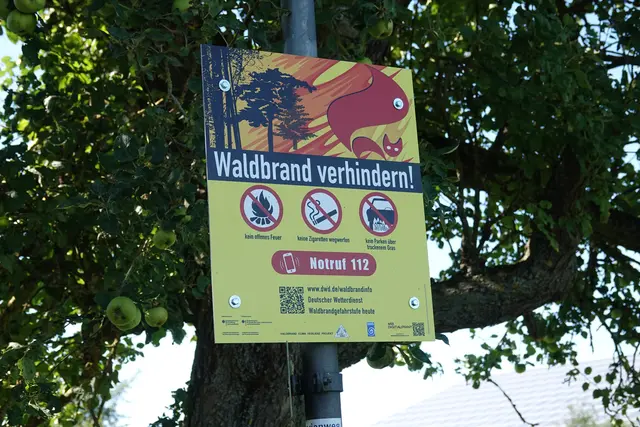 Waldbrand verhindern!
kein offenes Feuer
keine Zigaretten wegwerfen
kein Parken über
trockenem Gras
Notruf 112
www.dwd.de/waldbrandinfo
Deutscher Wetterdienst
Waldbrandgefahrstufe heute